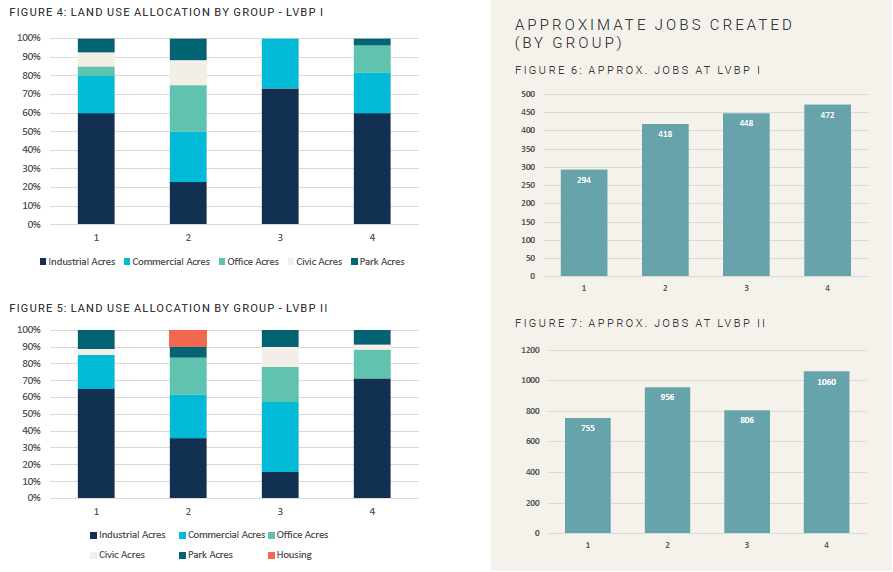 FIGURE 4: LAND USE ALLOCATION BY GROUP - LVBP I
100%
90%
80%
70%
60%
50%
40%
30%
20%
10%
0%
1 2 3 4
Industrial Acres Commercial Acres Office Acres Civic Acres Park Acres
FIGURE 5: LAND USE ALLOCATION BY GROUP - LVBP II
100%
90%
80%
70%
60%
50%
40%
30%
20%
10%
0%
1 2 3 4
Industrial Acres Commercial Acres Office Acres
Civic Acres Park Acres Housing
APPROXIMATE JOBS CREATED
(BY GROUP)
FIGURE 6: APPROX. JOBS AT LVBP I
500
450
400
350
300
250
200
150
100
50
0
294 418 448 472
1 2 3 4
FIGURE 7: APPROX. JOBS AT LVBP II
1200
1000
800
600
400
200
0
755 956 806 1060
1 2 3 4